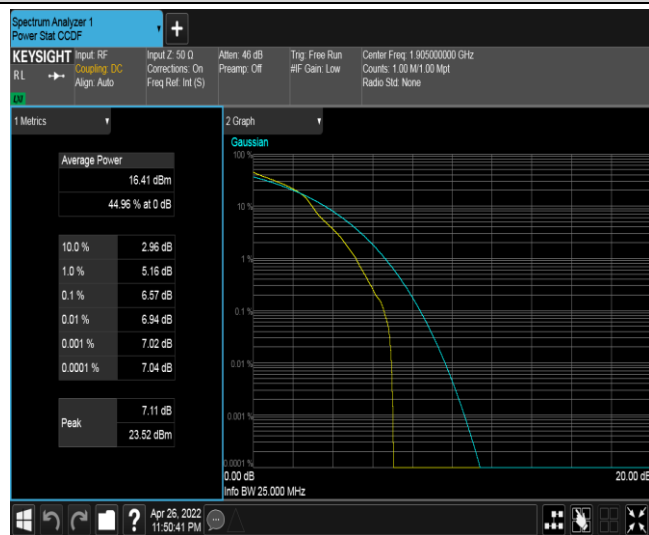 Spectrum Analyzer 1
Power Stat CCDF
▼
+
KEYSIGHT
RL
LM
Input: RF
Coupling: DC
Align: Auto
Input Z: 50 Ω
Corrections: On
Freq Ref: Int (S)
Atten: 46 dB
Preamp: Off
Trig: Free Run
#IF Gain: Low
Center Freq: 1.905000000 GHz
Counts: 1.00 M/1.00 Mpt
Radio Std: None
1 Metrics ▼
Average Power
16.41 dBm
44.96 % at 0 dB
10.0 % 2.96 dB
1.0 % 5.16 dB
0.1 % 6.57 dB
0.01 % 6.94 dB
0.001 % 7.02 dB
0.0001 % 7.04 dB
Peak
7.11 dB
23.52 dBm
2 Graph ▼
Gaussian
100 %
10 %
1 %
0.1 %
0.01 %
0.001 %
0.0001 %
0.00 dB 20.00 dB
Info BW 25.000 MHz
?
Apr 26, 2022
11:50:41 PM